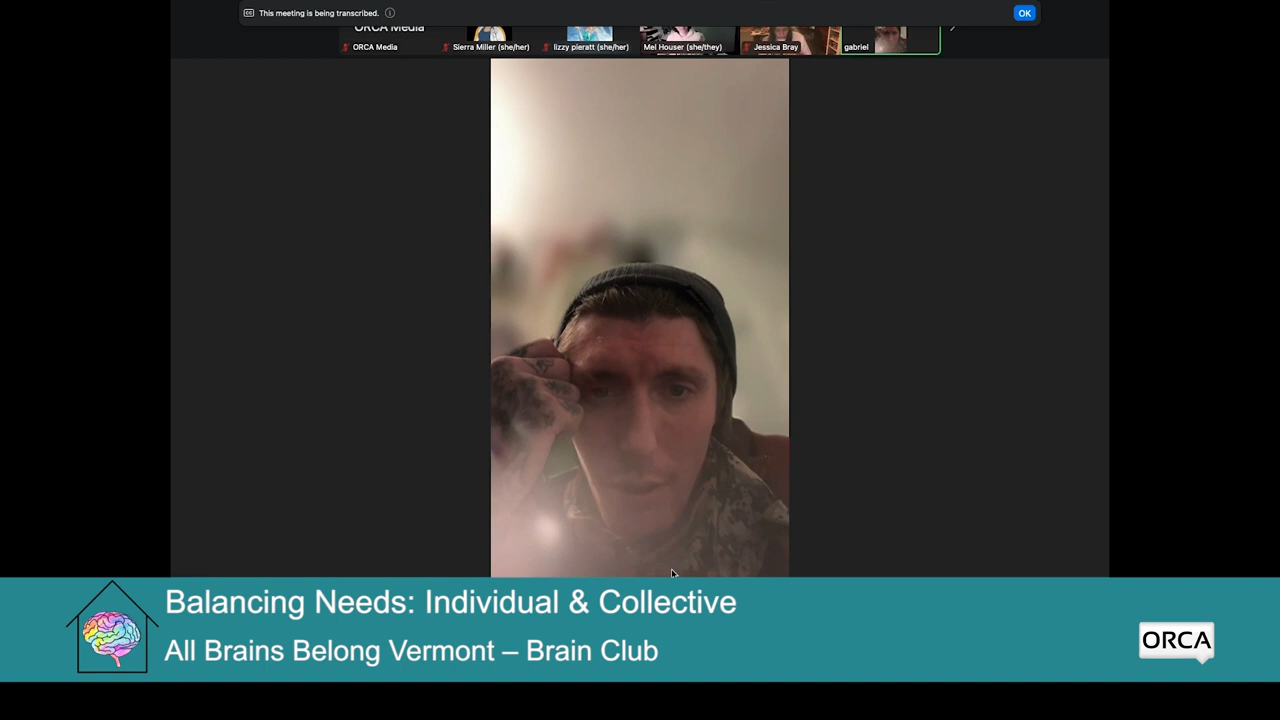 This meeting is being transcribed.
OK
ORCA Media
ORCA Media
Sierra Miller (she/her)
lizzy pieratt (she/her)
Mel Houser (she/they)
Jessica Bray
gabriel
Balancing Needs: Individual & Collective
All Brains Belong Vermont – Brain Club
ORCA